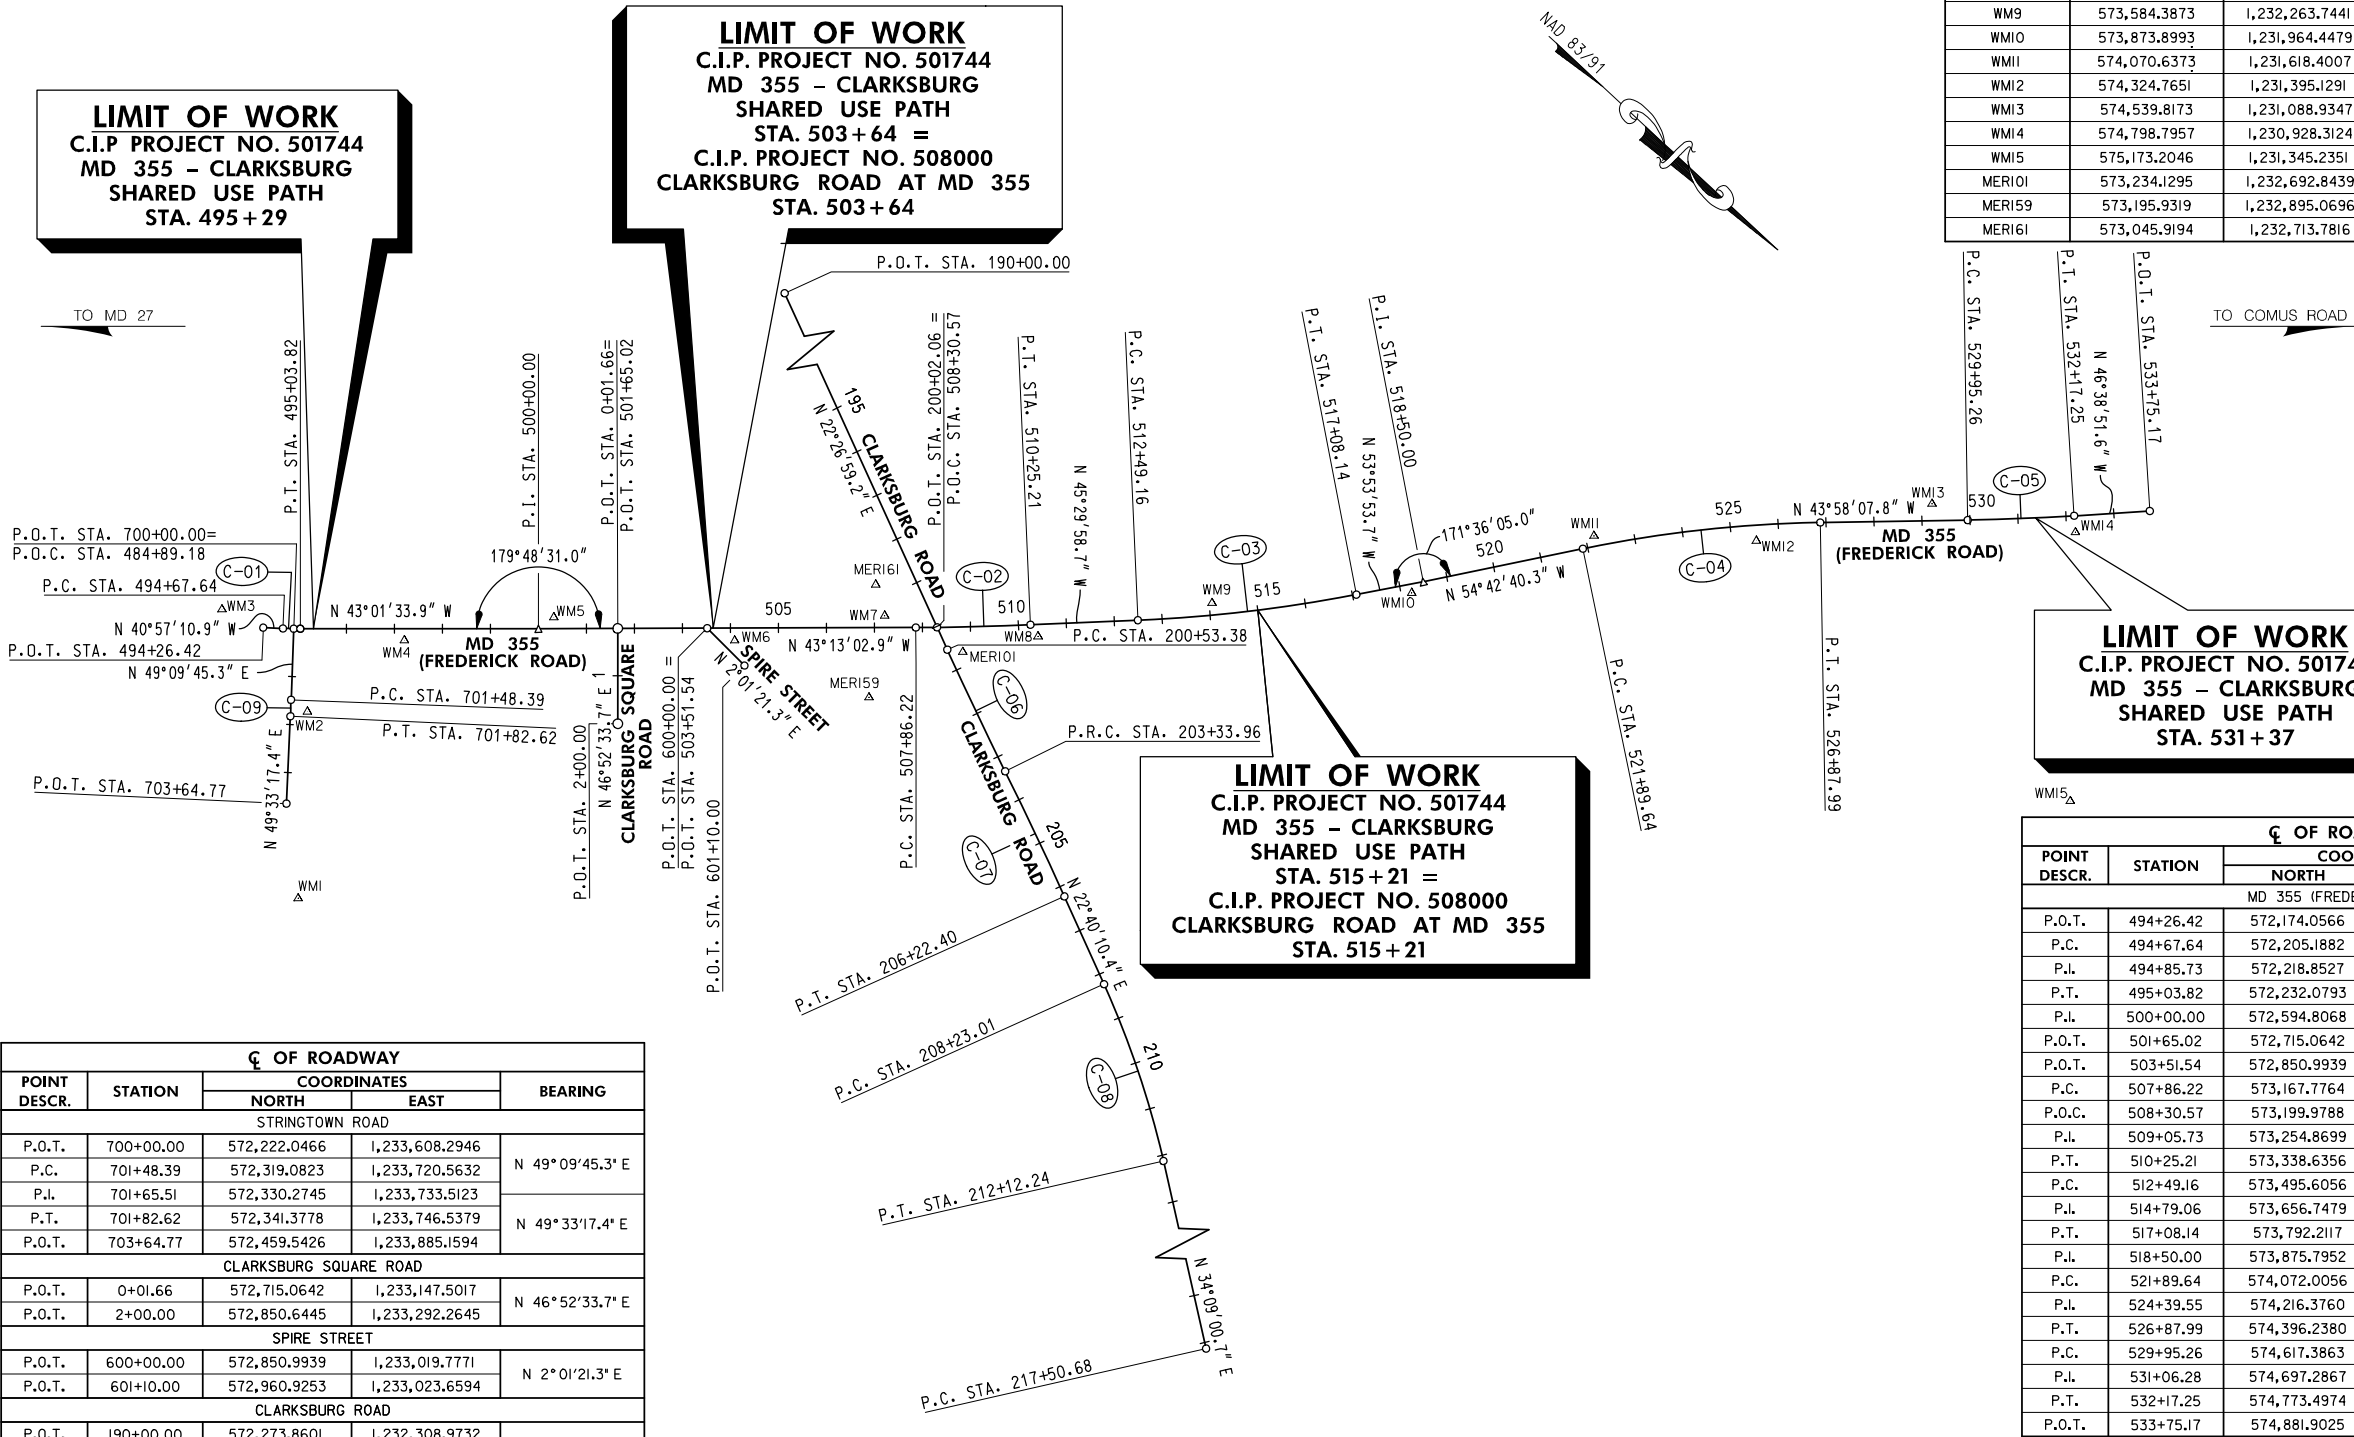 LIMIT OF WORK
C.I.P PROJECT NO. 501744
MD 355 – CLARKSBURG
SHARED USE PATH
STA. 495+29
LIMIT OF WORK
C.I.P. PROJECT NO. 501744
MD 355 – CLARKSBURG
SHARED USE PATH
STA. 503+64 =
C.I.P. PROJECT NO. 508000
CLARKSBURG ROAD AT MD 355
STA. 503+64
NAD 83/91
WM9 573,584.3873 1,232,263.7441
WM10 573,873.8993 1,231,964.4479
WM11 574,070.6373 1,231,618.4007
WM12 574,324.7651 1,231,395.1291
WM13 574,539.8173 1,231,088.9347
WM14 574,798.7957 1,230,928.3124
WM15 575,173.2046 1,231,345.2351
MER101 573,234.1295 1,232,692.8439
MER159 573,195.9319 1,232,895.0696
MER161 573,045.9194 1,232,713.7816
TO MD 27
TO COMUS ROAD
P.O.T. STA. 190+00.00
P.T. STA. 495+03.82
P.I. STA. 500+00.00
P.O.T. STA. 0+01.66=
P.O.T. STA. 501+65.02
195
N 22°26'59.2" E
CLARKSBURG ROAD
P.O.T. STA. 200+02.06 =
P.O.C. STA. 508+30.57
P.T. STA. 510+25.21
N 45°29'58.7" W
P.C. STA. 512+49.16
P.T. STA. 517+08.14
N 53°53'53.7" W
P.I. STA. 518+50.00
171°36'05.0"
P.C. STA. 529+95.26
P.T. STA. 532+17.25
N 46°38'51.6" W
P.O.T. STA. 533+75.17
P.O.T. STA. 700+00.00=
P.O.C. STA. 484+89.18
C-01
P.C. STA. 494+67.64
WM3
N 40°57'10.9" W
P.O.T. STA. 494+26.42
N 49°09'45.3" E
N 43°01'33.9" W
179°48'31.0"
WM5
WM4
MD 355
(FREDERICK ROAD)
P.C. STA. 701+48.39
C-09
WM2
P.T. STA. 701+82.62
P.O.T. STA. 703+64.77
N 49°33'17.4" E
WM1
P.O.T. STA. 2+00.00
N 46°52'33.7" E
1
CLARKSBURG SQUARE
ROAD
P.O.T. STA. 600+00.00 =
P.O.T. STA. 503+51.54
P.O.T. STA. 601+10.00
WM6
SPIRE STREET
N 2°01'21.3" E
505
MER161
WM7
N 43°13'02.9" W
MER159
P.C. STA. 507+86.22
C-02
510
WM8
P.C. STA. 200+53.38
MER101
C-06
CLARKSBURG ROAD
P.R.C. STA. 203+33.96
C-07
205
WM9
C-03
515
WM10
520
N 54°42'40.3" W
WM11
P.C. STA. 521+89.64
525
C-04
WM12
P.T. STA. 526+87.99
N 43°58'07.8" W
WM13
530
C-05
WM14
MD 355
(FREDERICK ROAD)
LIMIT OF WORK
C.I.P. PROJECT NO. 501744
MD 355 – CLARKSBURG
SHARED USE PATH
STA. 515+21 =
C.I.P. PROJECT NO. 508000
CLARKSBURG ROAD AT MD 355
STA. 515+21
LIMIT OF WORK
C.I.P. PROJECT NO. 50174
MD 355 – CLARKSBURG
SHARED USE PATH
STA. 531+37
WM15
N 22°40'10.4" E
P.T. STA. 206+22.40
P.C. STA. 208+23.01
210
C-08
P.T. STA. 212+12.24
N 34°09'00.7" E
P.C. STA. 217+50.68
℄ OF ROADWAY
POINT DESCR. STATION COORDINATES BEARING
NORTH EAST
STRINGTOWN ROAD
P.O.T. 700+00.00 572,222.0466 1,233,608.2946
N 49°09'45.3" E
P.C. 701+48.39 572,319.0823 1,233,720.5632
P.I. 701+65.51 572,330.2745 1,233,733.5123
P.T. 701+82.62 572,341.3778 1,233,746.5379
N 49°33'17.4" E
P.O.T. 703+64.77 572,459.5426 1,233,885.1594
CLARKSBURG SQUARE ROAD
P.O.T. 0+01.66 572,715.0642 1,233,147.5017
N 46°52'33.7" E
P.O.T. 2+00.00 572,850.6445 1,233,292.2645
SPIRE STREET
P.O.T. 600+00.00 572,850.9939 1,233,019.7771
N 2°01'21.3" E
P.O.T. 601+10.00 572,960.9253 1,233,023.6594
CLARKSBURG ROAD
P.O.T. 190+00.00 572,273.8601 1,232,308.9732
℄ OF RO
POINT DESCR. STATION COO
NORTH
MD 355 (FRED
P.O.T. 494+26.42 572,174.0566
P.C. 494+67.64 572,205.1882
P.I. 494+85.73 572,218.8527
P.T. 495+03.82 572,232.0793
P.I. 500+00.00 572,594.8068
P.O.T. 501+65.02 572,715.0642
P.O.T. 503+51.54 572,850.9939
P.C. 507+86.22 573,167.7764
P.O.C. 508+30.57 573,199.9788
P.I. 509+05.73 573,254.8699
P.T. 510+25.21 573,338.6356
P.C. 512+49.16 573,495.6056
P.I. 514+79.06 573,656.7479
P.T. 517+08.14 573,792.2117
P.I. 518+50.00 573,875.7952
P.C. 521+89.64 574,072.0056
P.I. 524+39.55 574,216.3760
P.T. 526+87.99 574,396.2380
P.C. 529+95.26 574,617.3863
P.I. 531+06.28 574,697.2867
P.T. 532+17.25 574,773.4974
P.O.T. 533+75.17 574,881.9025